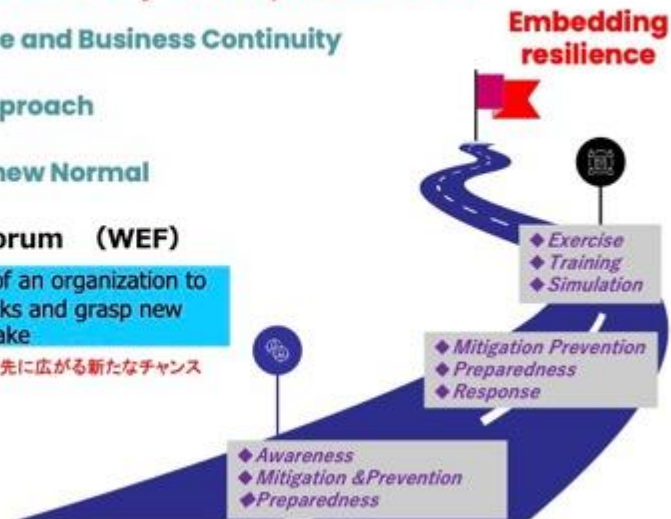 e and Business Continuity
Embedding
resilience
proach
new Normal
orum （WEF）
of an organization to
ks and grasp new
ake
先に広がる新たなチャンス
◆Exercise
◆Training
◆Simulation
◆Mitigation Prevention
◆Preparedness
◆Response
◆Awareness
◆Mitigation &Prevention
◆Preparedness